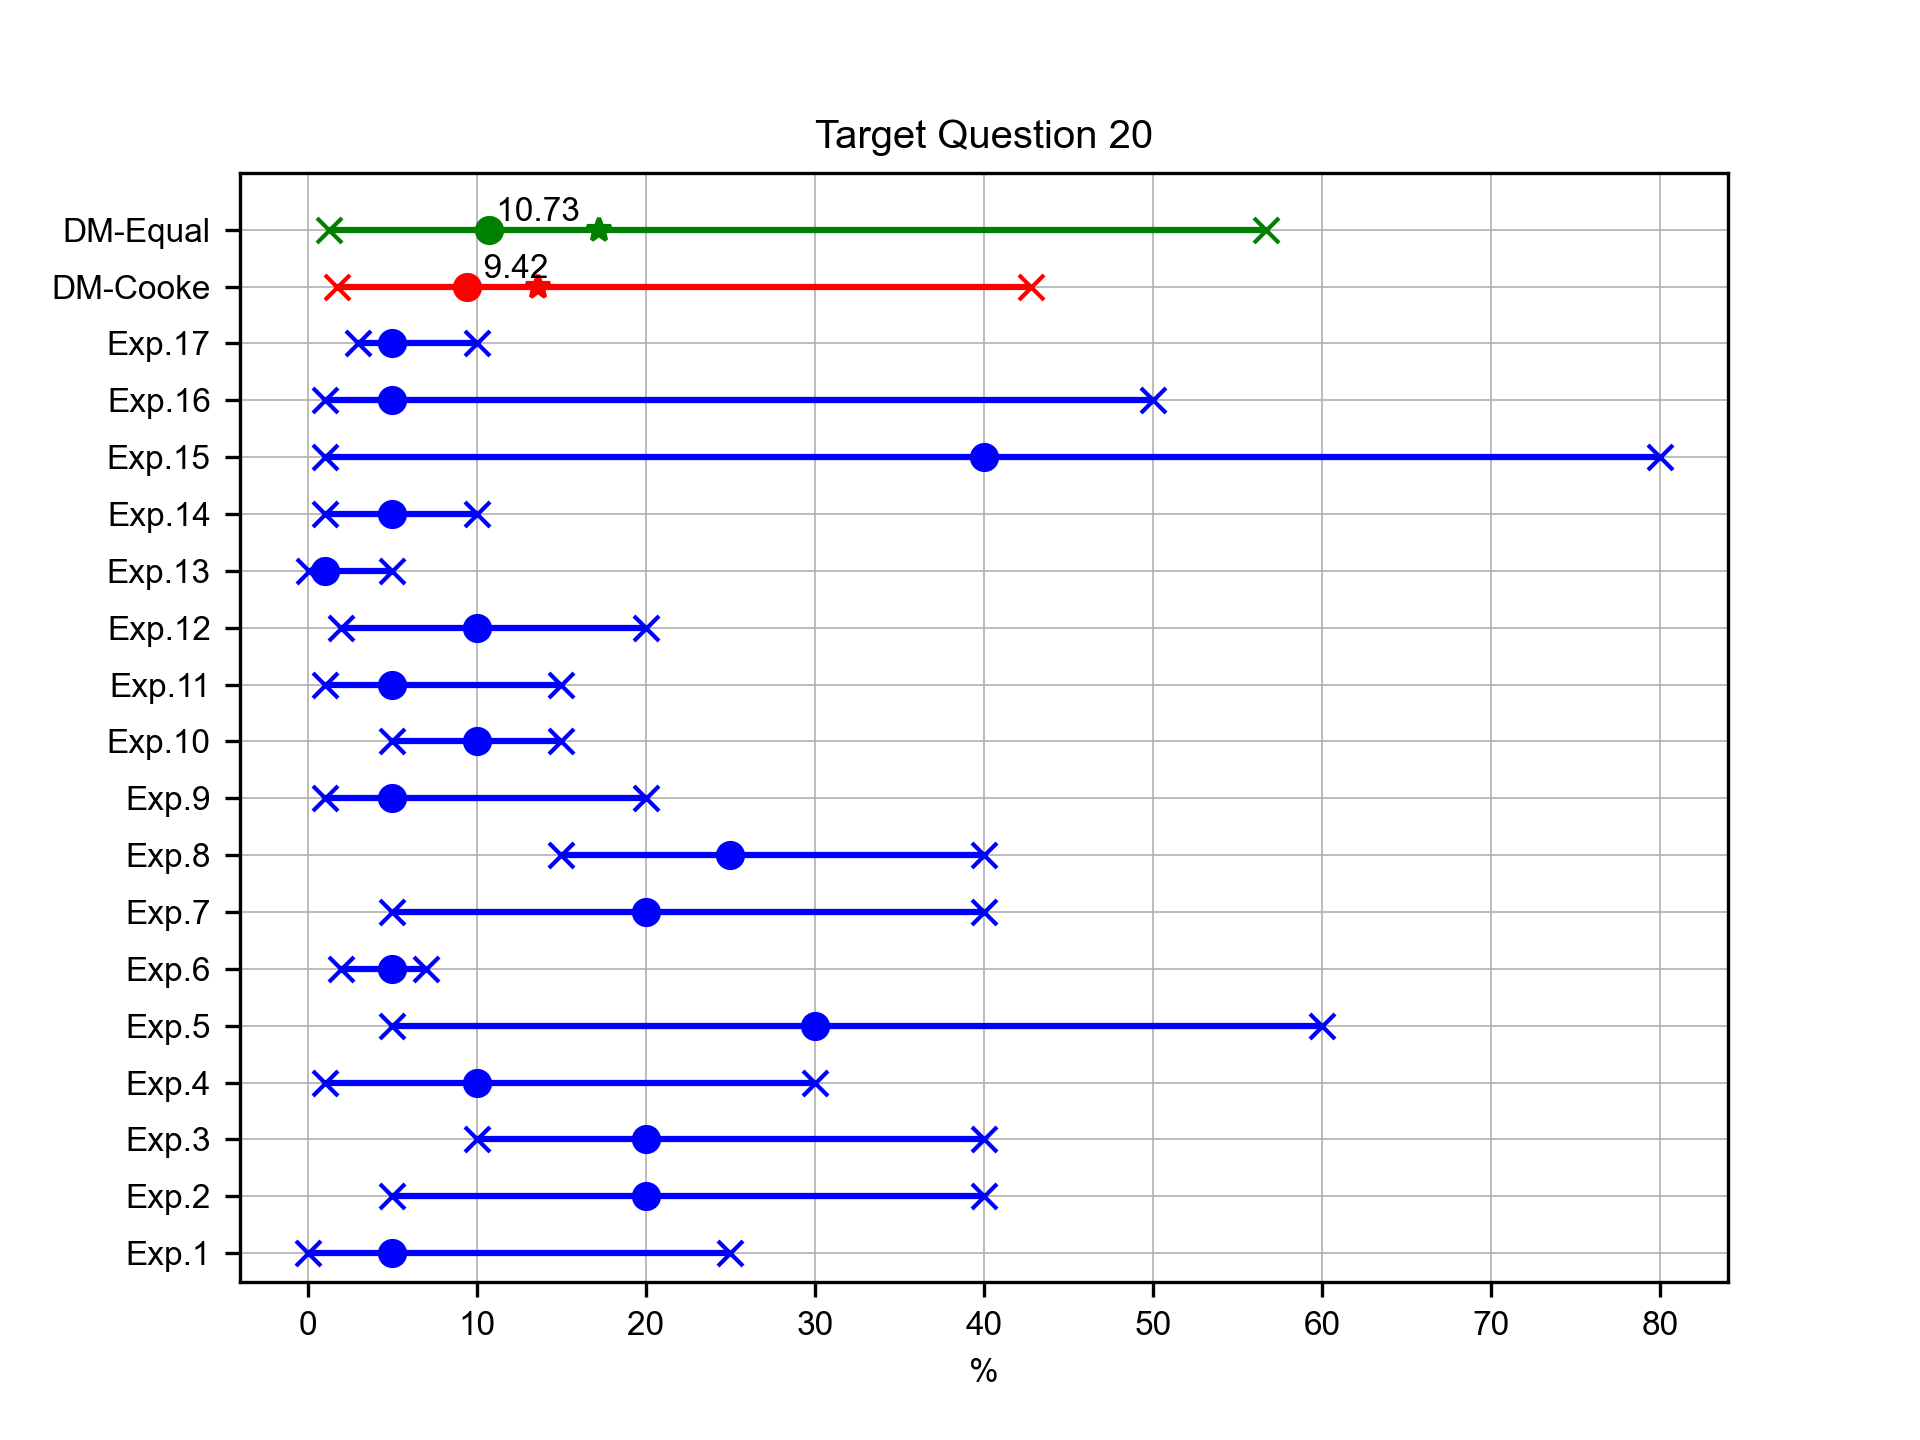 Target Question 20
DM-Equal
10.73
DM-Cooke
9.42
Exp.17
Exp.16
Exp.15
Exp.14
Exp.13
Exp.12
Exp.11
Exp.10
Exp.9
Exp.8
Exp.7
Exp.6
Exp.5
Exp.4
Exp.3
Exp.2
Exp.1
0 10 20 30 40 50 60 70 80
%